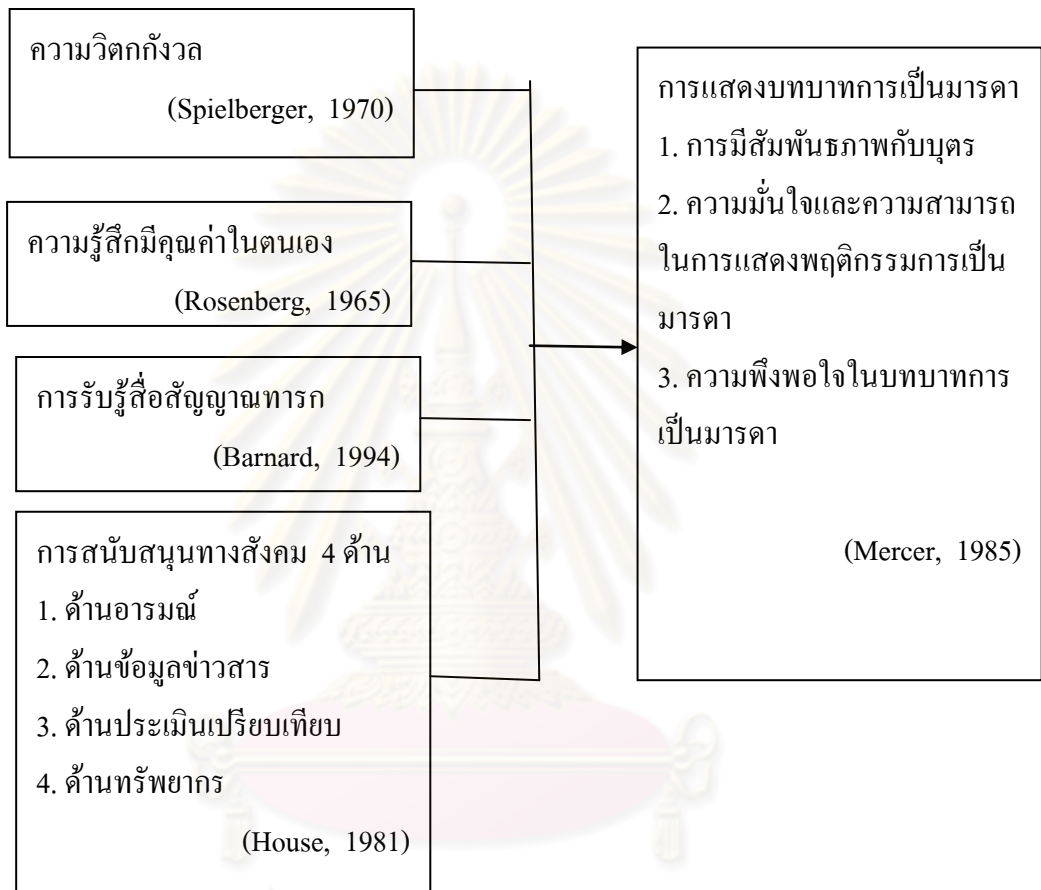 ความวิตกกังวล
(Spielberger, 1970)
ความรู้สึกมีคุณค่าในตนเอง
(Rosenberg, 1965)
การรับรู้สื่อสัญญาณทารก
(Barnard, 1994)
การสนับสนุนทางสังคม 4 ด้าน
1. ด้านอารมณ์
2. ด้านข้อมูลข่าวสาร
3. ด้านประเมินเปรียบเทียบ
4. ด้านทรัพยากร
(House, 1981)
การแสดงบทบาทการเป็นมารดา
1. การมีสัมพันธภาพกับบุตร
2. ความมั่นใจและความสามารถ
ในการแสดงพฤติกรรมการเป็น
มารดา
3. ความพึงพอใจในบทบาทการ
เป็นมารดา
(Mercer, 1985)